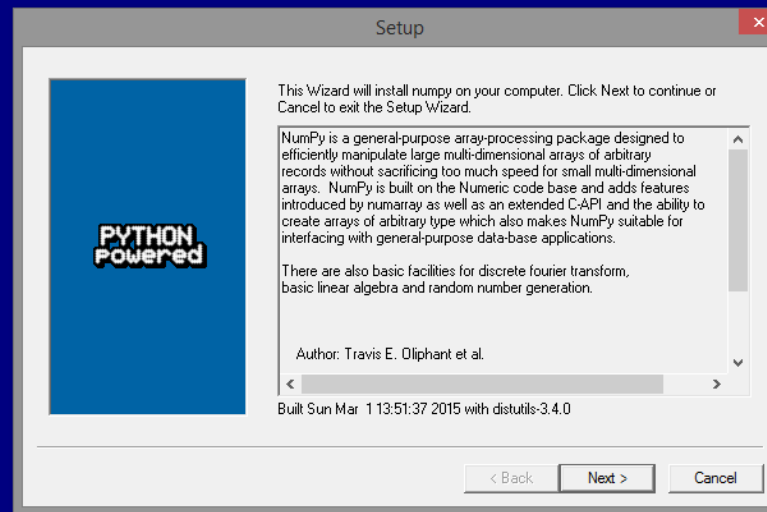 Setup
This Wizard will install numpy on your computer. Click Next to continue or
Cancel to exit the Setup Wizard.
NumPy is a general-purpose array-processing package designed to
efficiently manipulate large multi-dimensional arrays of arbitrary
records without sacrificing too much speed for small multi-dimensional
arrays.  NumPy is built on the Numeric code base and adds features
introduced by numarray as well as an extended C-API and the ability to
create arrays of arbitrary type which also makes NumPy suitable for
interfacing with general-purpose data-base applications.
There are also basic facilities for discrete fourier transform,
basic linear algebra and random number generation.
PYTHON
Powered
Author: Travis E. Oliphant et al.
Built Sun Mar  1 13:51:37 2015 with distutils-3.4.0
< Back
Next >
Cancel